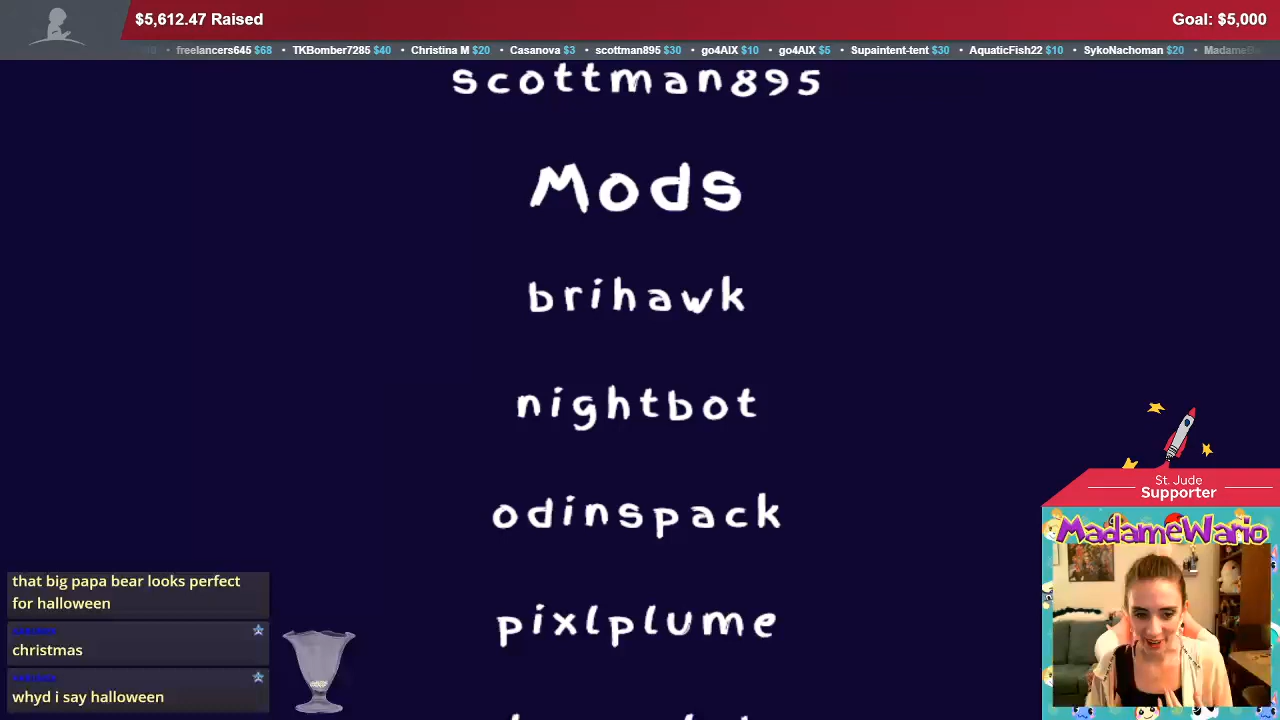 $5,612.47 Raised
Goal: $5,000
freelancers645 $68 • TKBomber7285 $40 • Christina M $20 • Casanova $3 • scottman895 $30 • go4AIX $10 • go4AIX $5 • Supaintent-tent $30 • AquaticFish22 $10 • SykoNachoman $20 •
scottman895
Mods
brihawk
nightbot
odinspack
pixlplume
that big papa bear looks perfect
for halloween
christmas
whyd i say halloween
St. Jude
Supporter
MadameWario